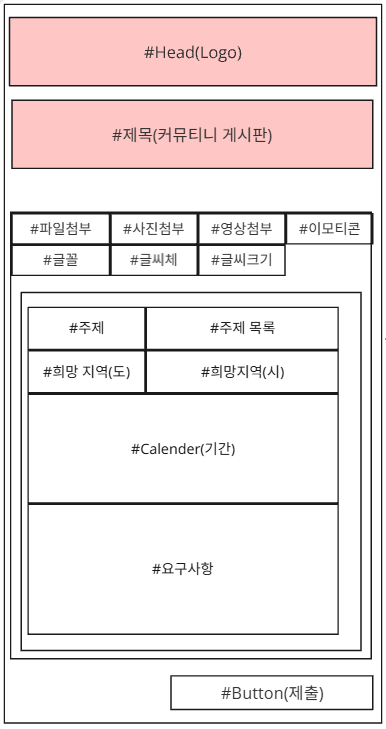 #Head(Logo)
#제목(커뮤티니 게시판)
#파일첨부 #사진첨부 #영상첨부 #이모티콘
#글꼴 #글씨체 #글씨크기
#주제 #주제 목록
#희망 지역(도) #희망지역(시)
#Calender(기간)
#요구사항
#Button(제출)